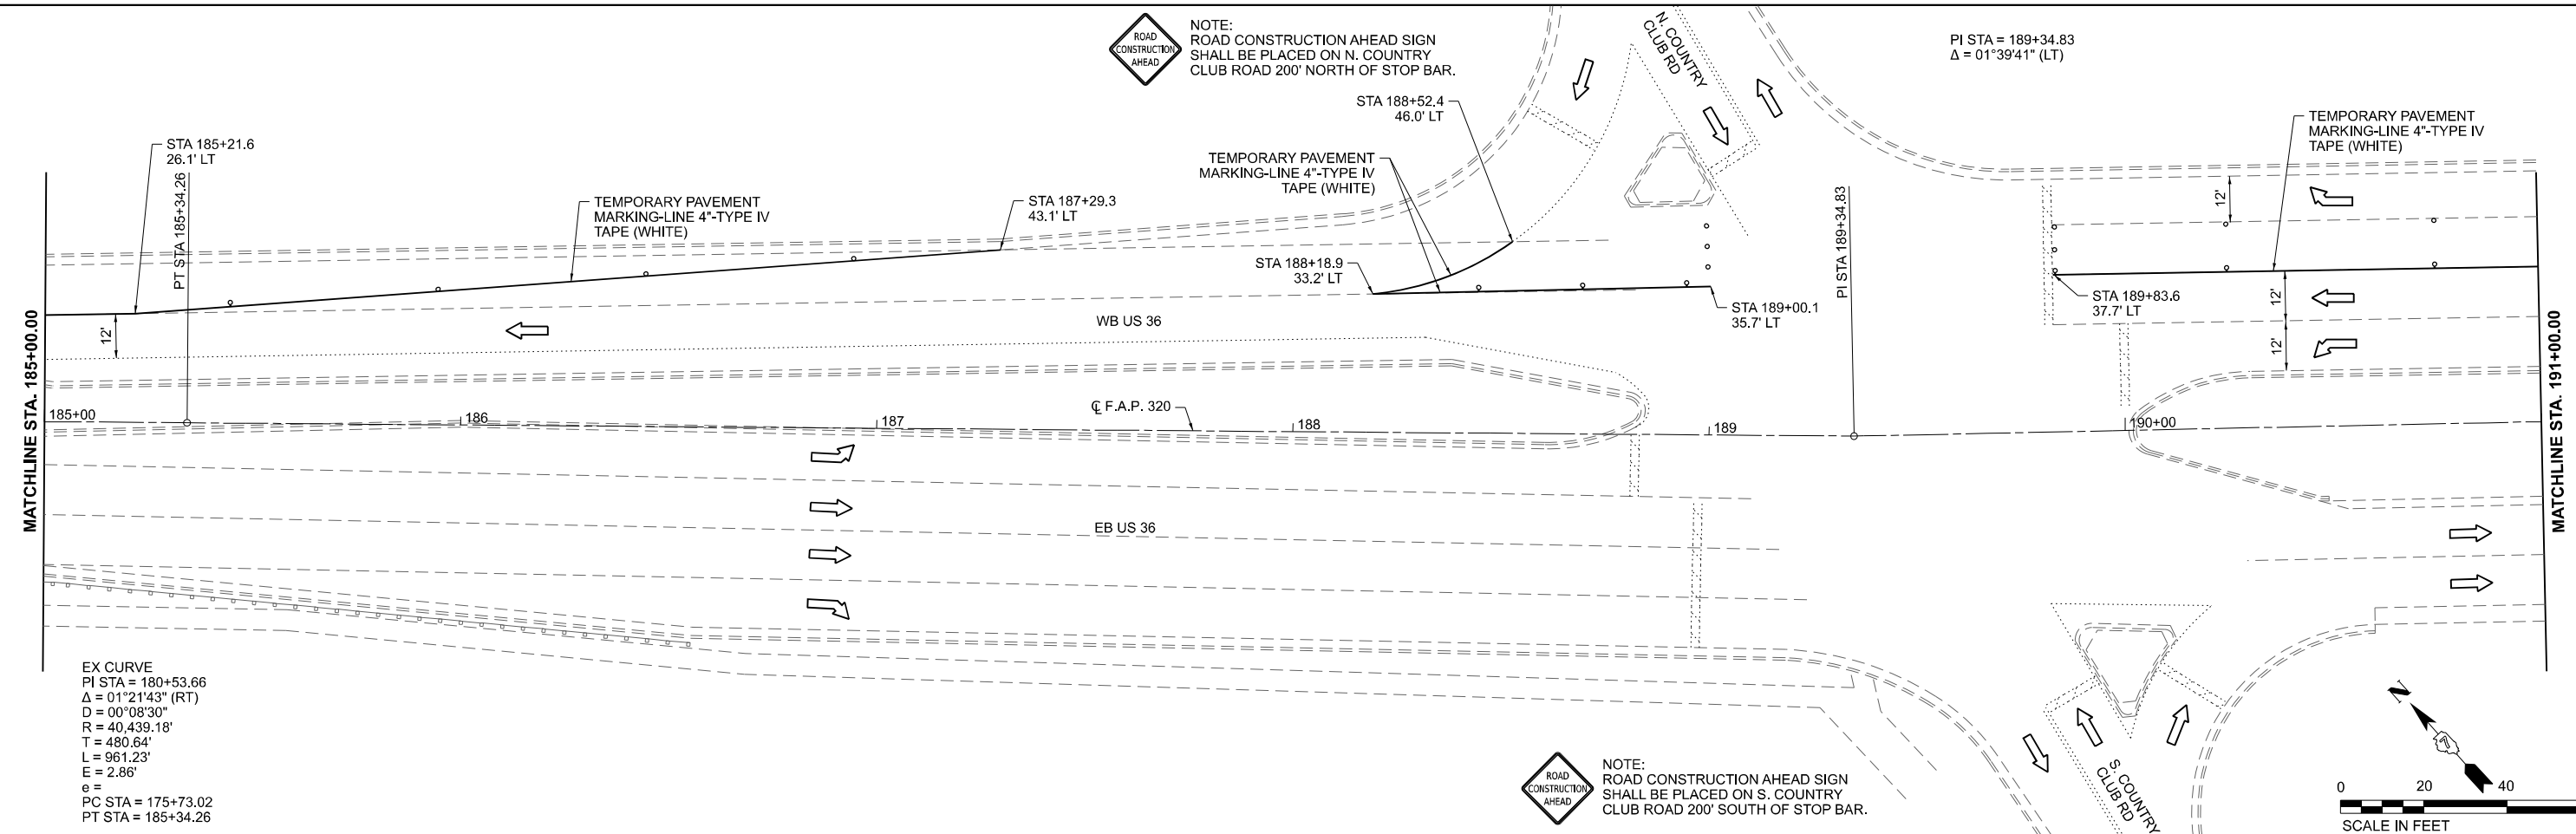 ROAD
CONSTRUCTION
AHEAD
NOTE:
ROAD CONSTRUCTION AHEAD SIGN
SHALL BE PLACED ON N. COUNTRY
CLUB ROAD 200' NORTH OF STOP BAR.
N. COUNTRY
CLUB RD
PI STA = 189+34.83
Δ = 01°39'41" (LT)
STA 185+21.6
26.1' LT
PT STA 185+34.26
TEMPORARY PAVEMENT
MARKING-LINE 4"-TYPE IV
TAPE (WHITE)
STA 187+29.3
43.1' LT
STA 188+52.4
46.0' LT
TEMPORARY PAVEMENT
MARKING-LINE 4"-TYPE IV
TAPE (WHITE)
STA 188+18.9
33.2' LT
STA 189+00.1
35.7' LT
PI STA 189+34.83
TEMPORARY PAVEMENT
MARKING-LINE 4"-TYPE IV
TAPE (WHITE)
12'
STA 189+83.6
37.7' LT
12'
12'
12'
WB US 36
MATCHLINE STA. 185+00.00
MATCHLINE STA. 191+00.00
185+00
186
187
℄ F.A.P. 320
188
189
190+00
EB US 36
EX CURVE
PI STA = 180+53.66
Δ = 01°21'43" (RT)
D = 00°08'30"
R = 40,439.18'
T = 480.64'
L = 961.23'
E = 2.86'
e =
PC STA = 175+73.02
PT STA = 185+34.26
ROAD
CONSTRUCTION
AHEAD
NOTE:
ROAD CONSTRUCTION AHEAD SIGN
SHALL BE PLACED ON S. COUNTRY
CLUB ROAD 200' SOUTH OF STOP BAR.
S. COUNTRY
CLUB RD
N
7
0 20 40
SCALE IN FEET